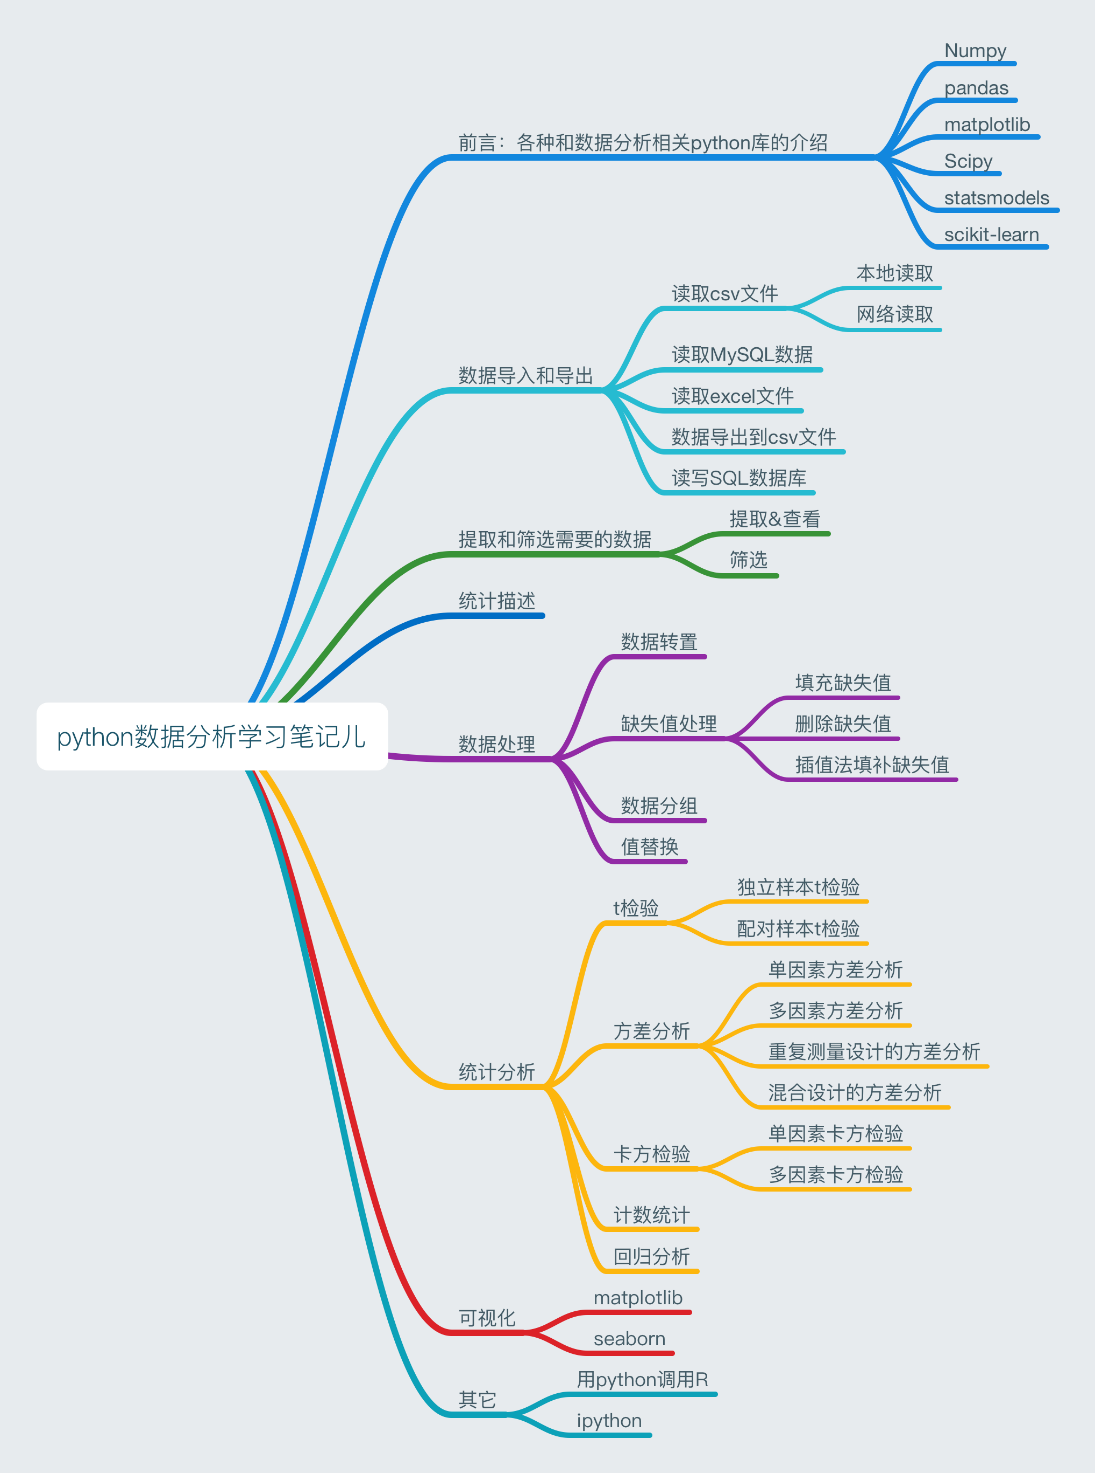 python数据分析学习笔记儿
前言：各种和数据分析相关python库的介绍
Numpy
pandas
matplotlib
Scipy
statsmodels
scikit-learn
数据导入和导出
读取csv文件
本地读取
网络读取
读取MySQL数据
读取excel文件
数据导出到csv文件
读写SQL数据库
提取和筛选需要的数据
提取&查看
筛选
统计描述
数据处理
数据转置
缺失值处理
填充缺失值
删除缺失值
插值法填补缺失值
数据分组
值替换
统计分析
t检验
独立样本t检验
配对样本t检验
方差分析
单因素方差分析
多因素方差分析
重复测量设计的方差分析
混合设计的方差分析
卡方检验
单因素卡方检验
多因素卡方检验
计数统计
回归分析
可视化
matplotlib
seaborn
其它
用python调用R
ipython